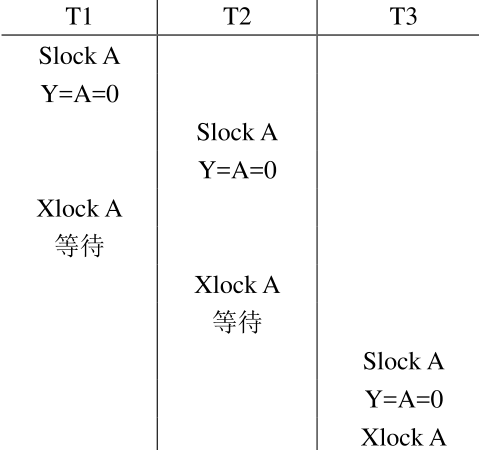 T1 T2 T3
Slock A
Y=A=0
Slock A
Y=A=0
Xlock A
等待
Xlock A
等待
Slock A
Y=A=0
Xlock A